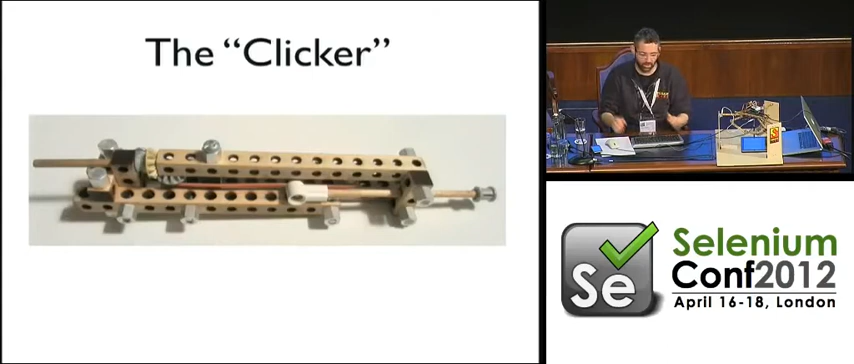 The “Clicker”
Se
Selenium
Conf2012
April 16-18, London